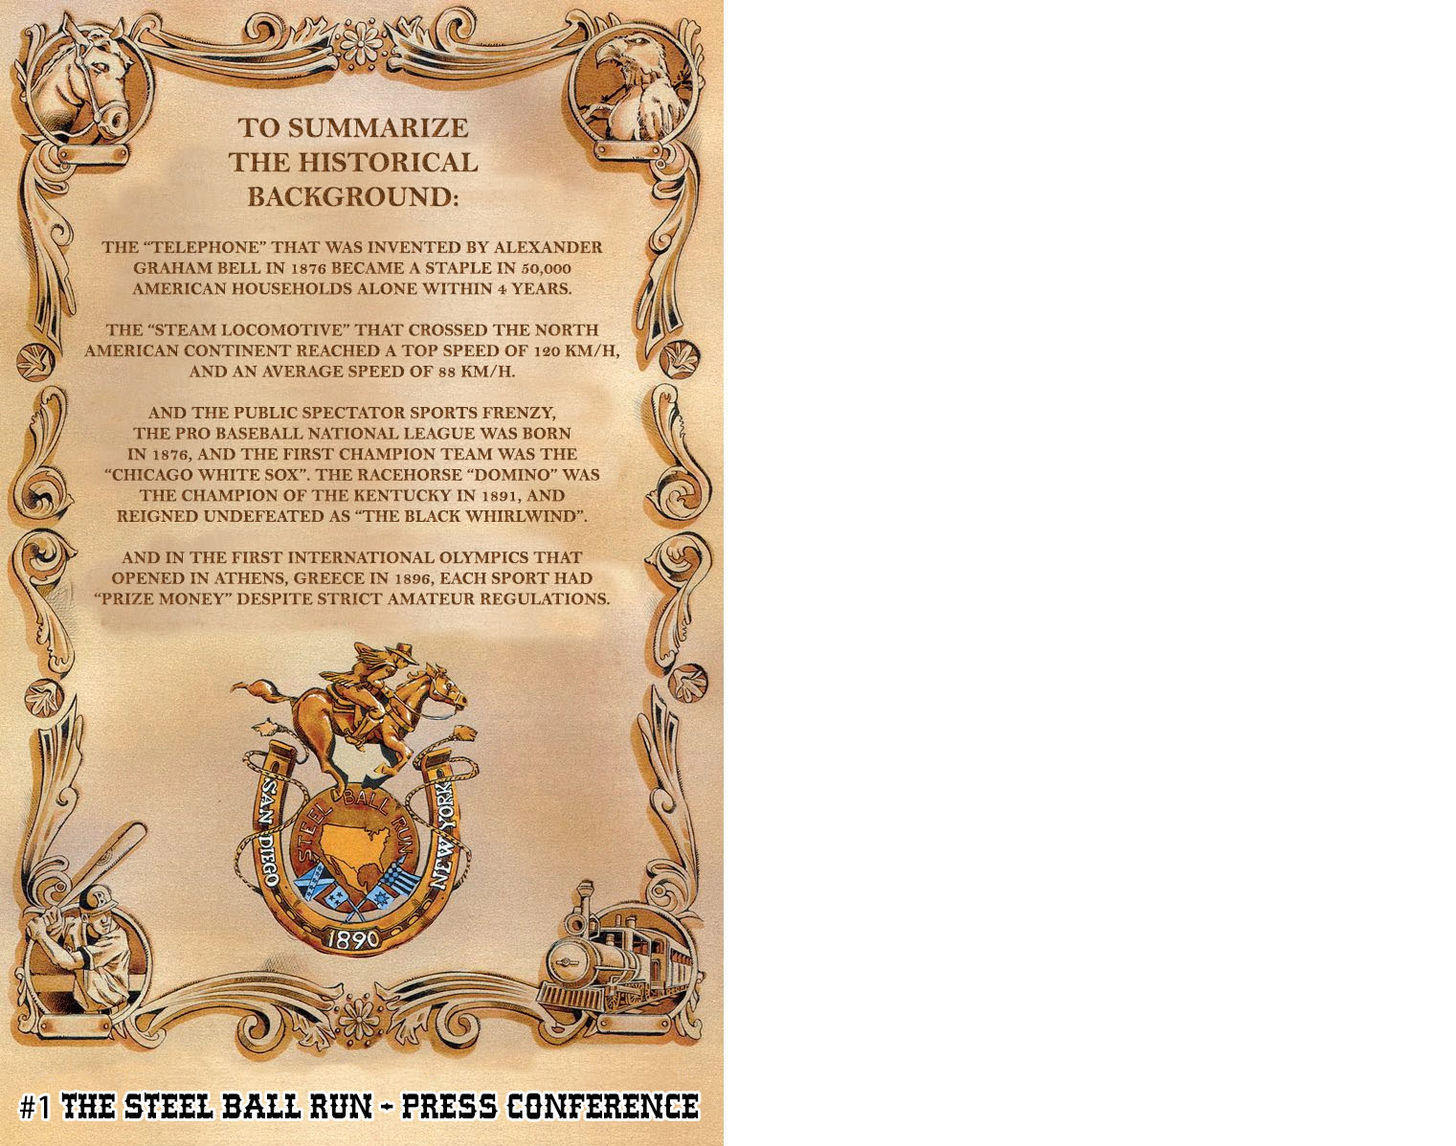 TO SUMMARIZE
THE HISTORICAL
BACKGROUND:
THE “TELEPHONE” THAT WAS INVENTED BY ALEXANDER
GRAHAM BELL IN 1876 BECAME A STAPLE IN 50,000
AMERICAN HOUSEHOLDS ALONE WITHIN 4 YEARS.
THE “STEAM LOCOMOTIVE” THAT CROSSED THE NORTH
AMERICAN CONTINENT REACHED A TOP SPEED OF 120 KM/H,
AND AN AVERAGE SPEED OF 88 KM/H.
AND THE PUBLIC SPECTATOR SPORTS FRENZY,
THE PRO BASEBALL NATIONAL LEAGUE WAS BORN
IN 1876, AND THE FIRST CHAMPION TEAM WAS THE
“CHICAGO WHITE SOX”. THE RACEHORSE “DOMINO” WAS
THE CHAMPION OF THE KENTUCKY IN 1891, AND
REIGNED UNDEFEATED AS “THE BLACK WHIRLWIND”.
AND IN THE FIRST INTERNATIONAL OLYMPICS THAT
OPENED IN ATHENS, GREECE IN 1896, EACH SPORT HAD
“PRIZE MONEY” DESPITE STRICT AMATEUR REGULATIONS.
STEEL BALL RUN
SAN DIEGO
NEW YORK
1890
#1 THE STEEL BALL RUN - PRESS CONFERENCE